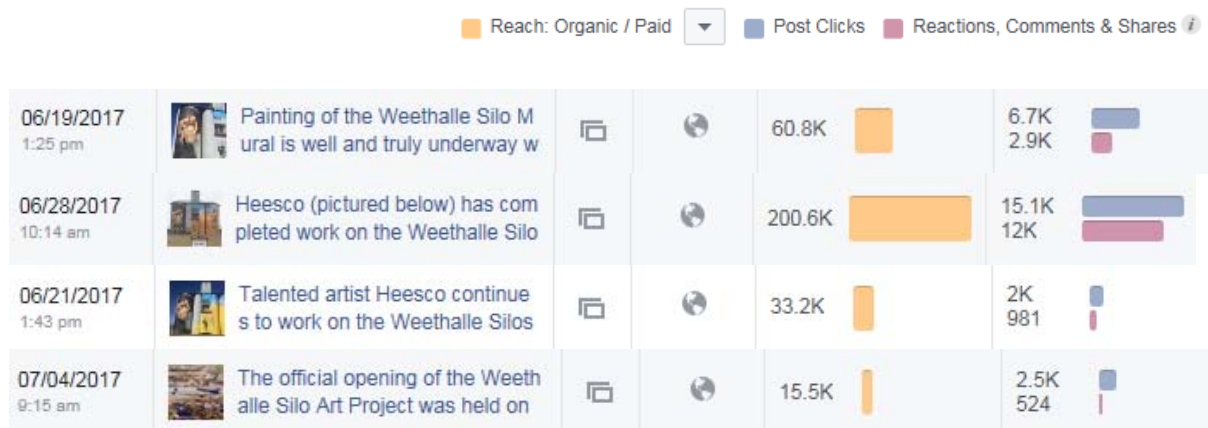 Reach: Organic / Paid Post Clicks Reactions, Comments & Shares i
06/19/2017
1:25 pm
Painting of the Weethalle Silo M
ural is well and truly underway w
60.8K
6.7K
2.9K
06/28/2017
10:14 am
Heesco (pictured below) has com
pleted work on the Weethalle Silo
200.6K
15.1K
12K
06/21/2017
1:43 pm
Talented artist Heesco continue
s to work on the Weethalle Silos
33.2K
2K
981
07/04/2017
9:15 am
The official opening of the Weeth
alle Silo Art Project was held on
15.5K
2.5K
524